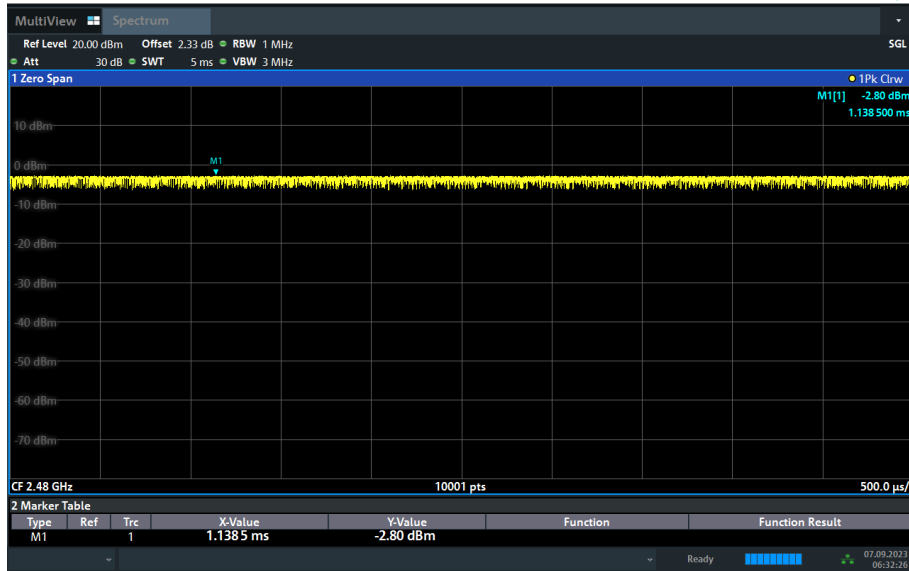 MultiView Spectrum
Ref Level 20.00 dBm Offset 2.33 dB RBW 1 MHz SGL
Att 30 dB SWT 5 ms VBW 3 MHz
1 Zero Span 1Pk Clrw
M1[1] -2.80 dBm
1.138 500 ms
10 dBm
M1
0 dBm
-10 dBm
-20 dBm
-30 dBm
-40 dBm
-50 dBm
-60 dBm
-70 dBm
CF 2.48 GHz 10001 pts 500.0 µs/
2 Marker Table
Type Ref Trc X-Value Y-Value Function Function Result
M1 1 1.1385 ms -2.80 dBm
Ready 07.09.2023
06:32:26